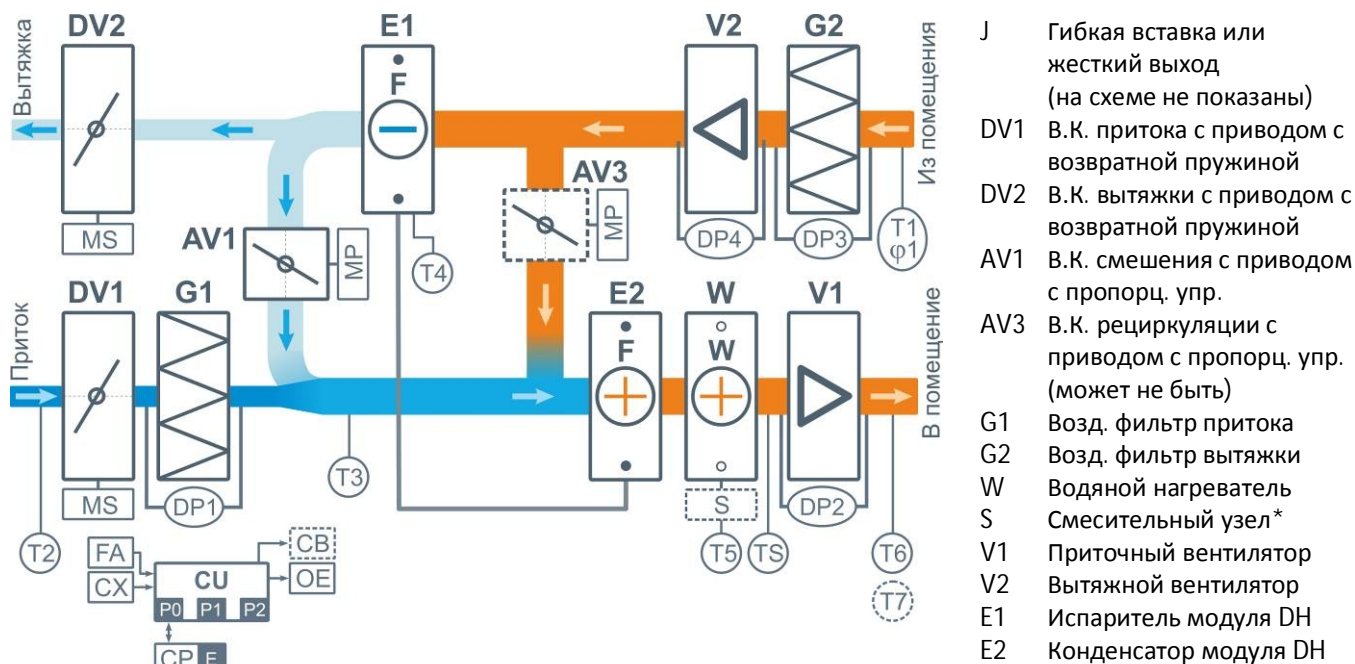 DV2
E1
V2
G2
Вытяжка
F
Из помещения
AV3
MS
AV1
MP
MP
T4
DP4
DP3
T1
φ1
DV1
G1
E2
W
V1
Приток
F
W
В помещение
T3
MS
DP1
S
DP2
T2
T5
TS
T6
T7
FA
CX
CU
CB
OE
P0
P1
P2
CP
E
J Гибкая вставка или
жесткий выход
(на схеме не показаны)
DV1 В.К. притока с приводом с
возвратной пружиной
DV2 В.К. вытяжки с приводом с
возвратной пружиной
AV1 В.К. смешения с приводом
с пропорц. упр.
AV3 В.К. рециркуляции с
приводом с пропорц. упр.
(может не быть)
G1 Возд. фильтр притока
G2 Возд. фильтр вытяжки
W Водяной нагреватель
S Смесительный узел*
V1 Приточный вентилятор
V2 Вытяжной вентилятор
E1 Испаритель модуля DH
E2 Конденсатор модуля DH